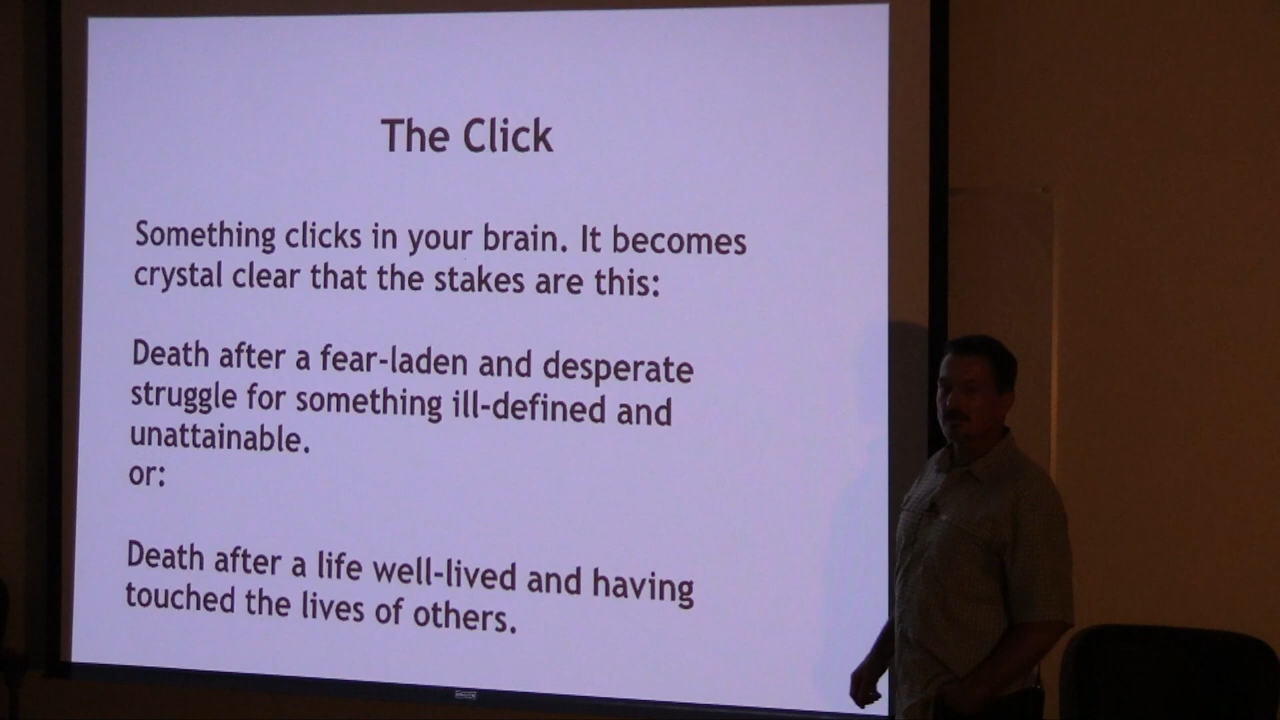 The Click
Something clicks in your brain. It becomes
crystal clear that the stakes are this:
Death after a fear-laden and desperate
struggle for something ill-defined and
unattainable.
or:
Death after a life well-lived and having
touched the lives of others.